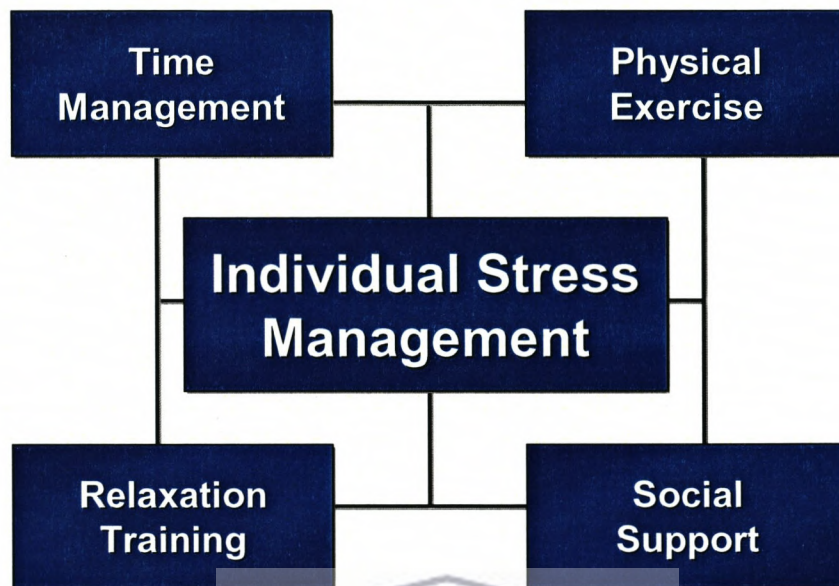 Time
Management
Physical
Exercise
Individual Stress
Management
Relaxation
Training
Social
Support